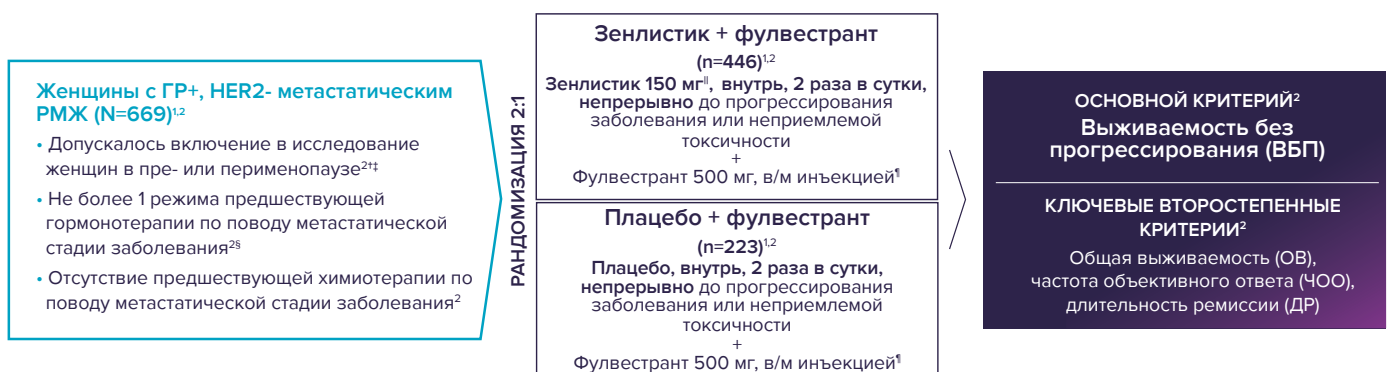 Женщины с ГР+, HER2- метастатическим
РМЖ (N=669)¹,²
• Допускалось включение в исследование
женщин в пре- или перименопаузе²†‡
• Не более 1 режима предшествующей
гормонотерапии по поводу метастатической
стадии заболевания²§
• Отсутствие предшествующей химиотерапии по
поводу метастатической стадии заболевания²
РАНДОМИЗАЦИЯ 2:1
Зенлистик + фулвестрант
(n=446)¹,²
Зенлистик 150 мг‖, внутрь, 2 раза в сутки,
непрерывно до прогрессирования
заболевания или неприемлемой
токсичности
+
Фулвестрант 500 мг, в/м инъекцией¶
Плацебо + фулвестрант
(n=223)¹,²
Плацебо, внутрь, 2 раза в сутки,
непрерывно до прогрессирования
заболевания или неприемлемой
токсичности
+
Фулвестрант 500 мг, в/м инъекцией¶
ОСНОВНОЙ КРИТЕРИЙ²
Выживаемость без
прогрессирования (ВБП)
КЛЮЧЕВЫЕ ВТОРОСТЕПЕННЫЕ
КРИТЕРИИ²
Общая выживаемость (ОВ),
частота объективного ответа (ЧОО),
длительность ремиссии (ДР)